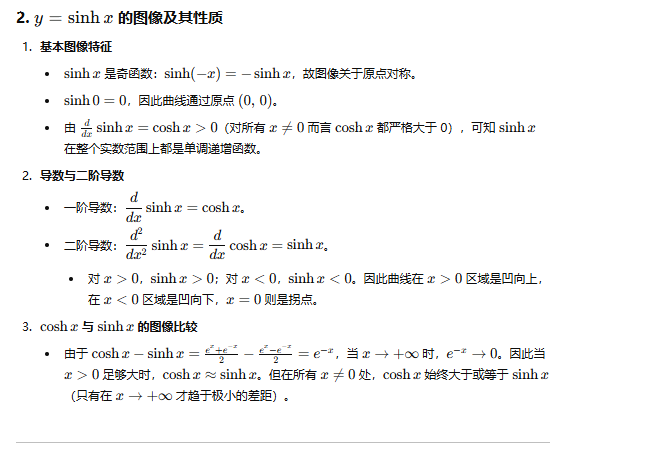 2. y = sinh x 的图像及其性质
1. 基本图像特征
• sinh x 是奇函数：sinh(−x) = − sinh x，故图像关于原点对称。
• sinh 0 = 0，因此曲线通过原点 (0, 0)。
• 由 d/dx sinh x = cosh x > 0（对所有 x ≠ 0 而言 cosh x 都严格大于 0），可知 sinh x
在整个实数范围上都是单调递增函数。
2. 导数与二阶导数
• 一阶导数：d/dx sinh x = cosh x。
• 二阶导数：d²/dx² sinh x = d/dx cosh x = sinh x。
• 对 x > 0，sinh x > 0；对 x < 0，sinh x < 0。因此曲线在 x > 0 区域是凹向上，
在 x < 0 区域是凹向下，x = 0 则是拐点。
3. cosh x 与 sinh x 的图像比较
• 由于 cosh x − sinh x = (eˣ+e⁻ˣ)/2 − (eˣ−e⁻ˣ)/2 = e⁻ˣ，当 x → +∞ 时，e⁻ˣ → 0。因此当
x > 0 足够大时，cosh x ≈ sinh x。但在所有 x ≠ 0 处，cosh x 始终大于或等于 sinh x
（只有在 x → +∞ 才趋于极小的差距）。